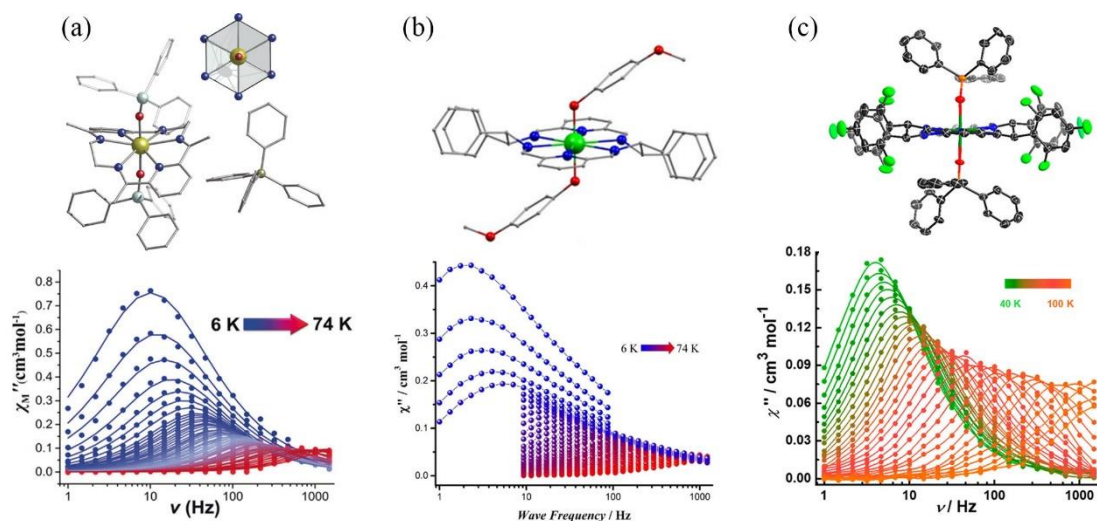 (a)
(b)
(c)
0.8
0.7
0.6
0.5
0.4
0.3
0.2
0.1
0.0
χM''(cm³mol⁻¹)
6 K
74 K
1
10
100
1000
ν (Hz)
0.4
0.3
0.2
0.1
0.0
χ'' / cm³ mol⁻¹
6 K
74 K
1
10
100
1000
Wave Frequency / Hz
0.18
0.15
0.12
0.09
0.06
0.03
0.00
χ'' / cm³ mol⁻¹
40 K
100 K
1
10
100
1000
ν / Hz